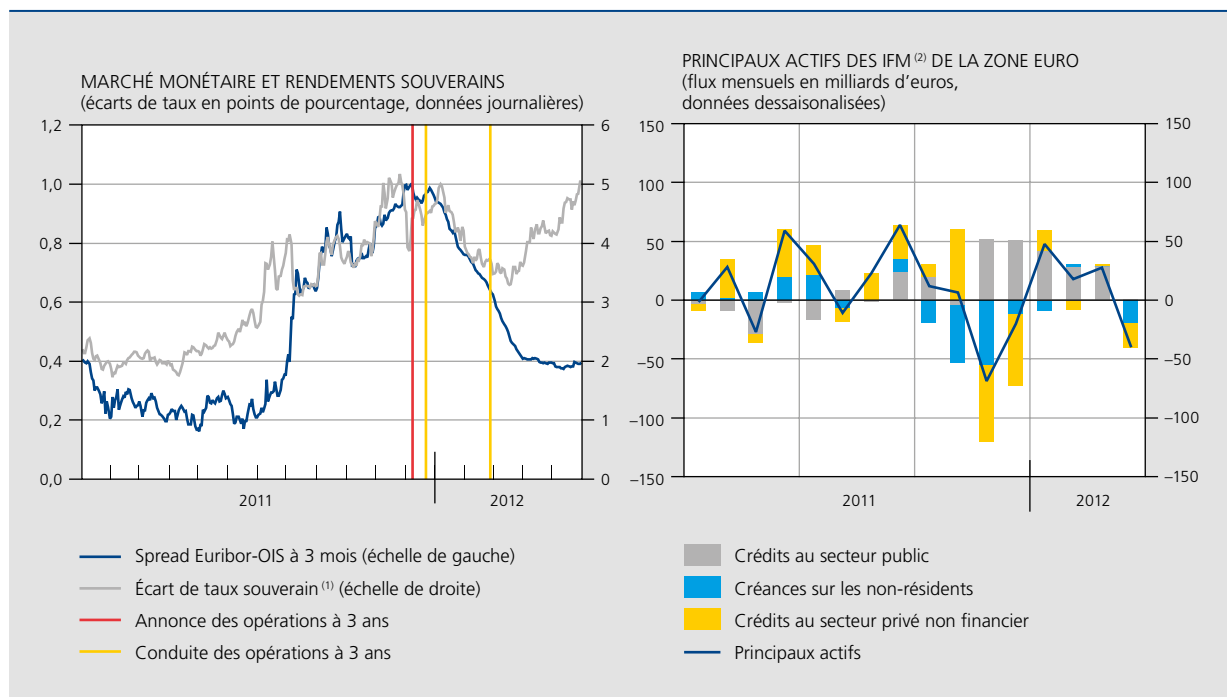 MARCHÉ MONÉTAIRE ET RENDEMENTS SOUVERAINS
(écarts de taux en points de pourcentage, données journalières)
1,2
1,0
0,8
0,6
0,4
0,2
0,0
6
5
4
3
2
1
0
2011
2012
Spread Euribor-OIS à 3 mois (échelle de gauche)
Écart de taux souverain (1) (échelle de droite)
Annonce des opérations à 3 ans
Conduite des opérations à 3 ans
PRINCIPAUX ACTIFS DES IFM (2) DE LA ZONE EURO
(flux mensuels en milliards d’euros,
données dessaisonalisées)
150
100
50
0
–50
–100
–150
150
100
50
0
–50
–100
–150
2011
2012
Crédits au secteur public
Créances sur les non-résidents
Crédits au secteur privé non financier
Principaux actifs